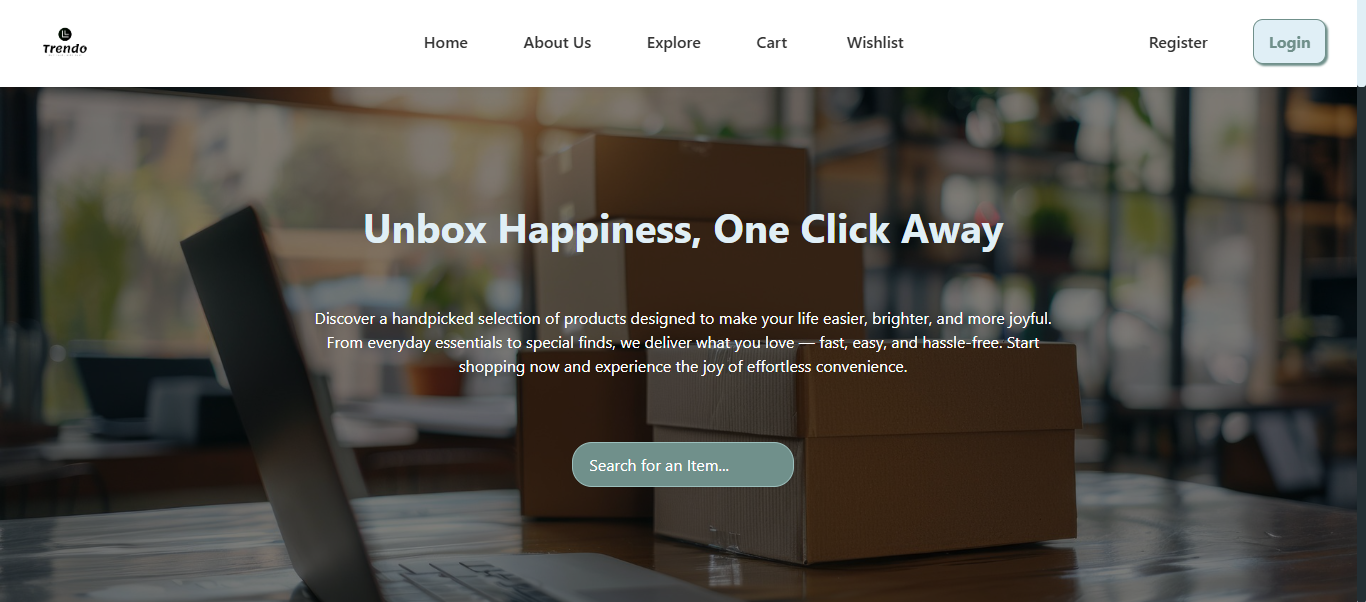 Trendo
Home
About Us
Explore
Cart
Wishlist
Register
Login
Unbox Happiness, One Click Away
Discover a handpicked selection of products designed to make your life easier, brighter, and more joyful.
From everyday essentials to special finds, we deliver what you love — fast, easy, and hassle-free. Start
shopping now and experience the joy of effortless convenience.
Search for an Item...